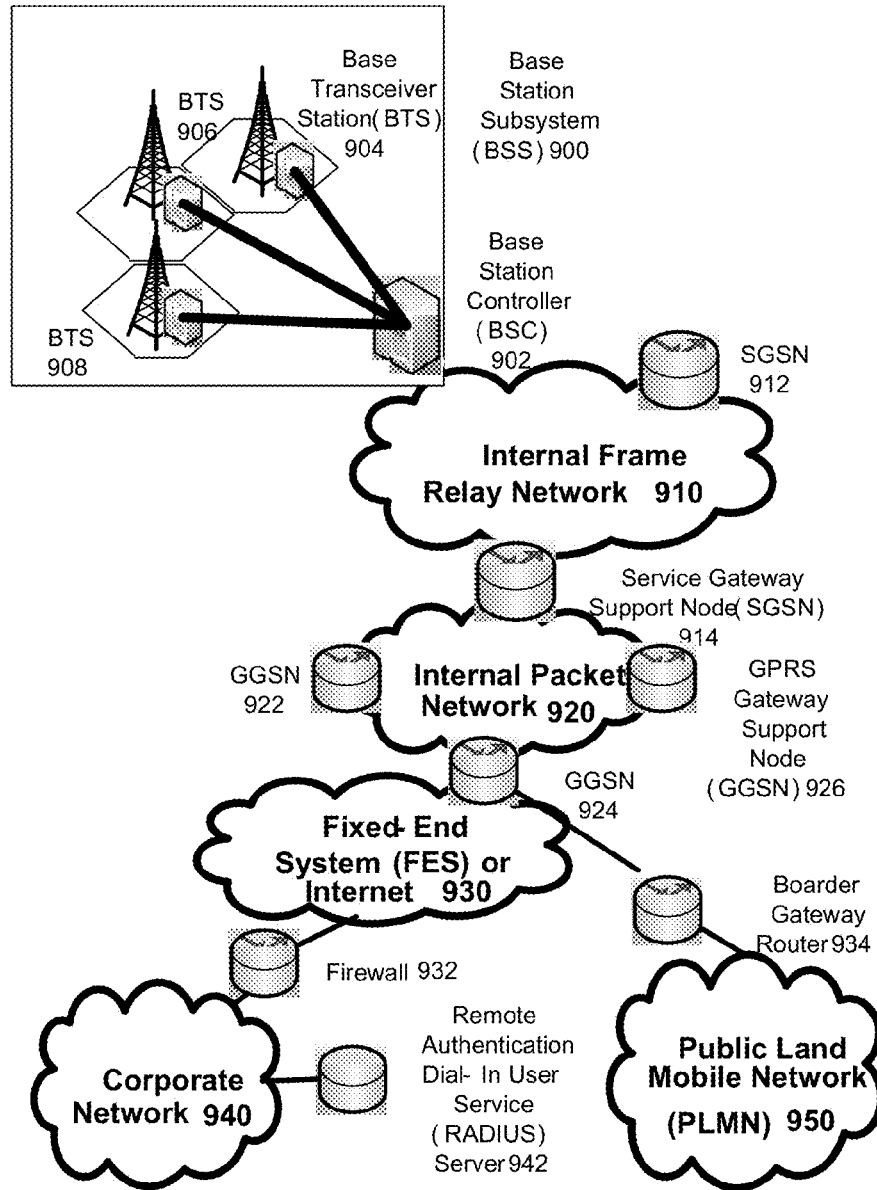 Base
Transceiver
Station(BTS)
904
BTS
906
Base
Station
Subsystem
(BSS) 900
BTS
908
Base
Station
Controller
(BSC)
902
SGSN
912
Internal Frame
Relay Network 910
Service Gateway
Support Node(SGSN)
914
GGSN
922
Internal Packet
Network 920
GPRS
Gateway
Support
Node
(GGSN) 926
GGSN
924
Fixed-End
System (FES) or
Internet 930
Boarder
Gateway
Router 934
Firewall 932
Corporate
Network 940
Remote
Authentication
Dial-In User
Service
(RADIUS)
Server 942
Public Land
Mobile Network
(PLMN) 950